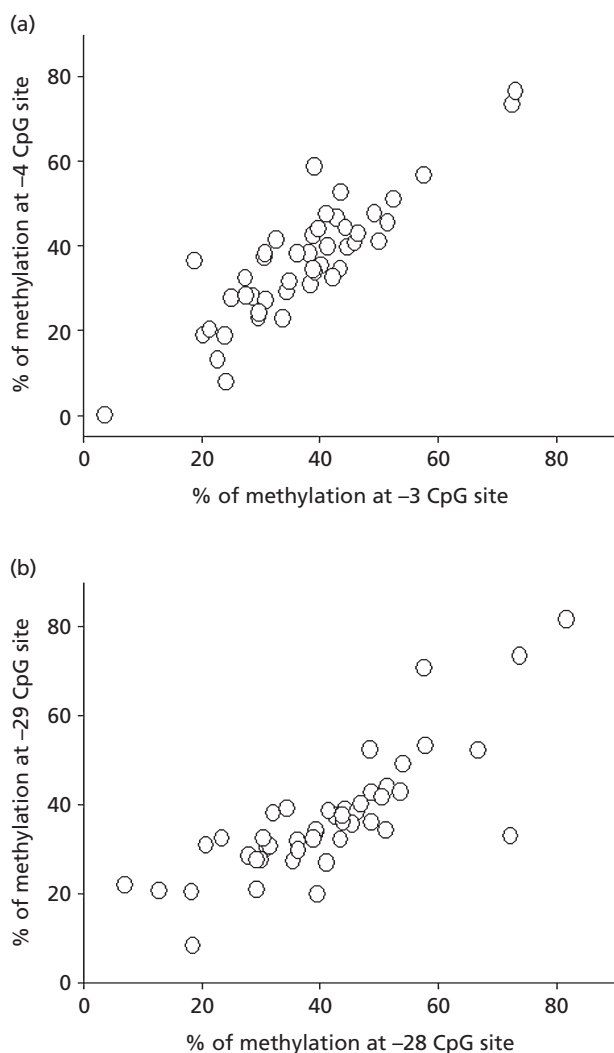 (a)
% of methylation at –4 CpG site
80
60
40
20
0
0 20 40 60 80
% of methylation at –3 CpG site
(b)
% of methylation at –29 CpG site
80
60
40
20
0
0 20 40 60 80
% of methylation at –28 CpG site